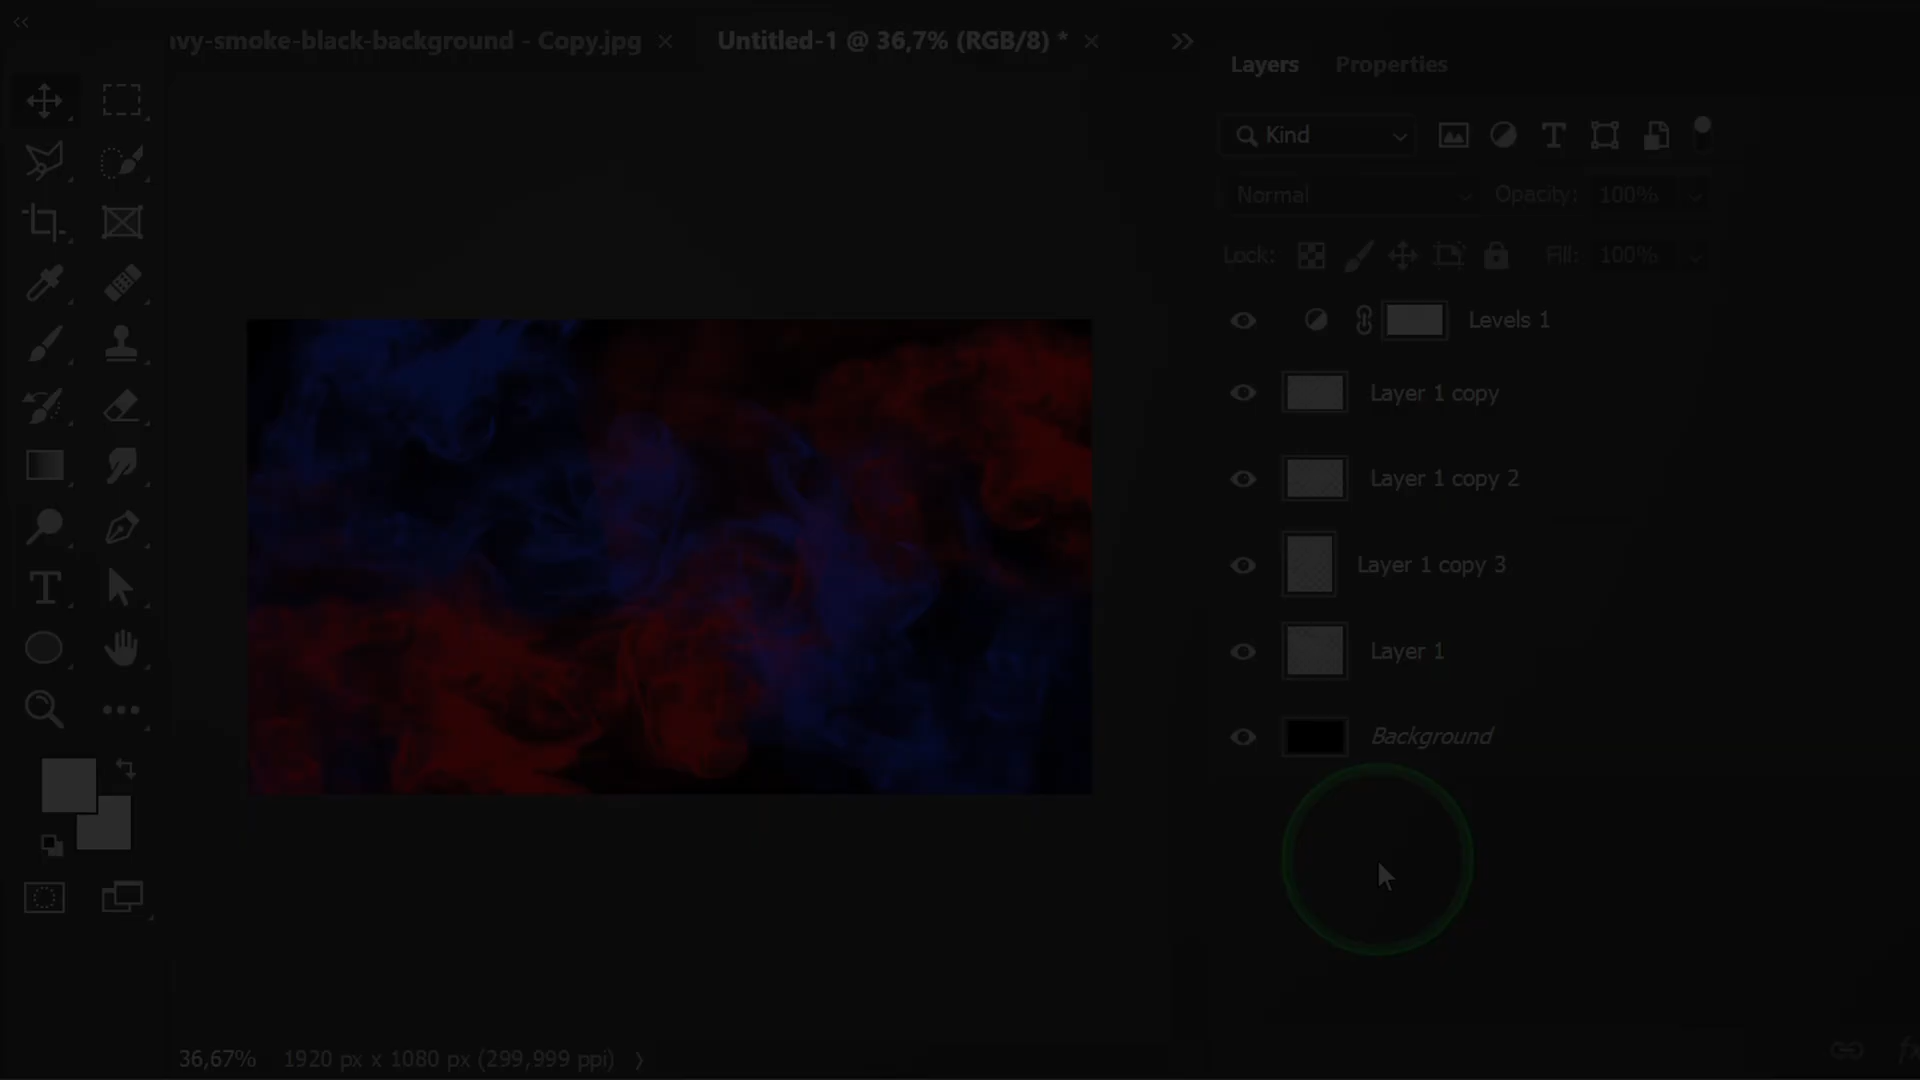 avy-smoke-black-background - Copy.jpg
Untitled-1 @ 36,7% (RGB/8) *
Layers Properties
Kind
Normal Opacity: 100%
Lock: Fill: 100%
Levels 1
Layer 1 copy
Layer 1 copy 2
Layer 1 copy 3
Layer 1
Background
36,67% 1920 px x 1080 px (299,999 ppi)
fx